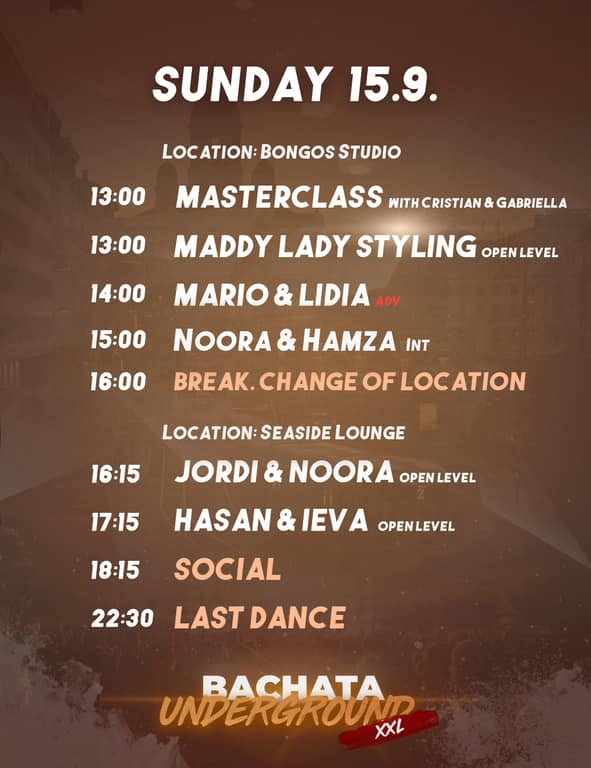 SUNDAY 15.9.
LOCATION: BONGOS STUDIO
13:00 MASTERCLASS WITH CRISTIAN & GABRIELLA
13:00 MADDY LADY STYLING OPEN LEVEL
14:00 MARIO & LIDIA ADV
15:00 NOORA & HAMZA INT
16:00 BREAK. CHANGE OF LOCATION
LOCATION: SEASIDE LOUNGE
16:15 JORDI & NOORA OPEN LEVEL
17:15 HASAN & IEVA OPEN LEVEL
18:15 SOCIAL
22:30 LAST DANCE
BACHATA
UNDERGROUND
XXL